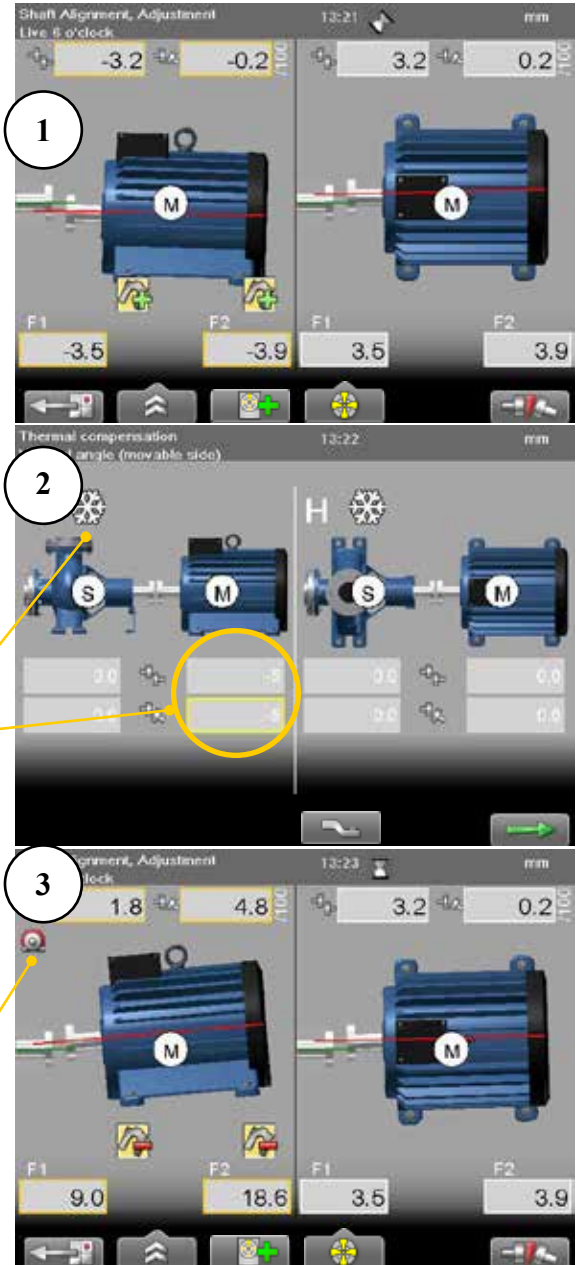 Shaft Alignment, Adjustment 13:21 mm
Live 6 o'clock
-3.2 -0.2 /100 3.2 0.2
1
M M
F1 F2 F1 F2
-3.5 -3.9 3.5 3.9
Thermal compensation 13:22 mm
angle (movable side)
2
H
S M S M
0.0 -5 0.0 0.0
0.0 -5 0.0 0.0
Alignment, Adjustment 13:23 mm
3
1.8 4.8 /100 3.2 0.2
M M
F1 F2 F1 F2
9.0 18.6 3.5 3.9